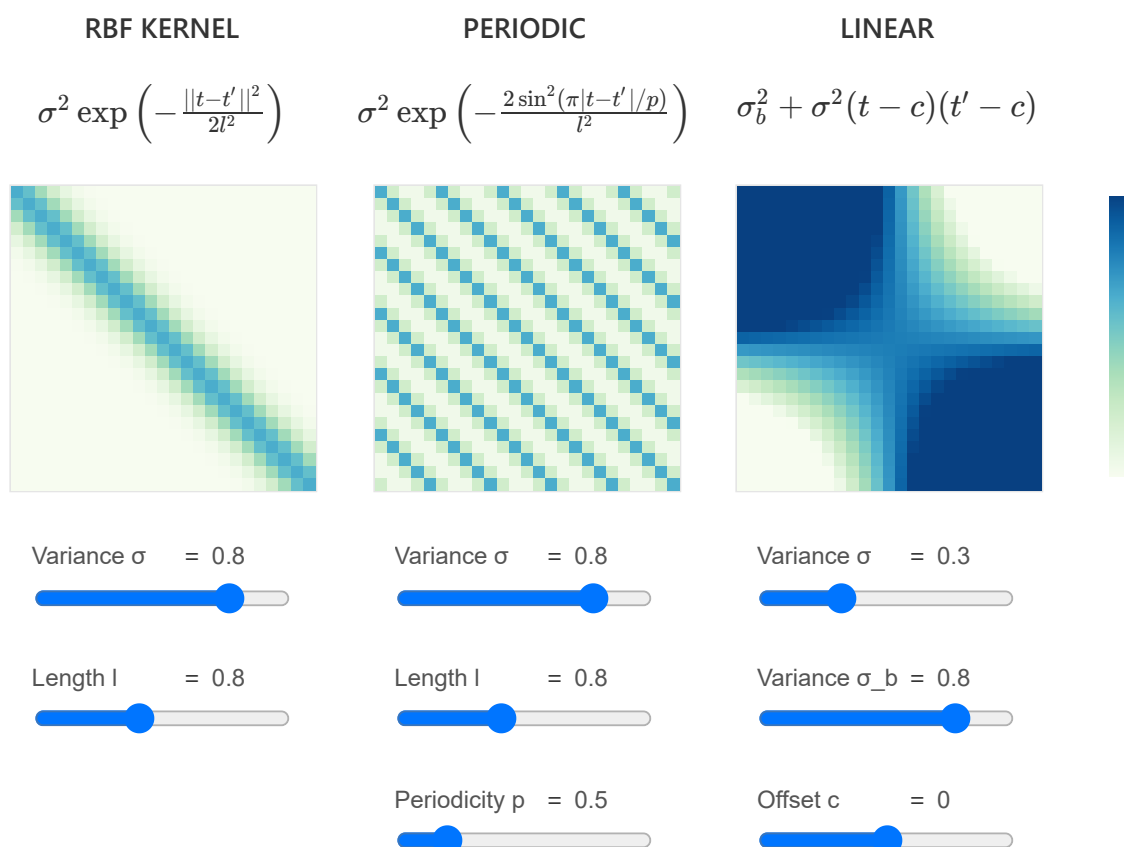 RBF KERNEL PERIODIC LINEAR
σ² exp(−||t−t′||²/2l²) σ² exp(−2 sin²(π|t−t′|/p)/l²) σ_b² + σ²(t − c)(t′ − c)
Variance σ = 0.8 Variance σ = 0.8 Variance σ = 0.3
Length l = 0.8 Length l = 0.8 Variance σ_b = 0.8
Periodicity p = 0.5 Offset c = 0